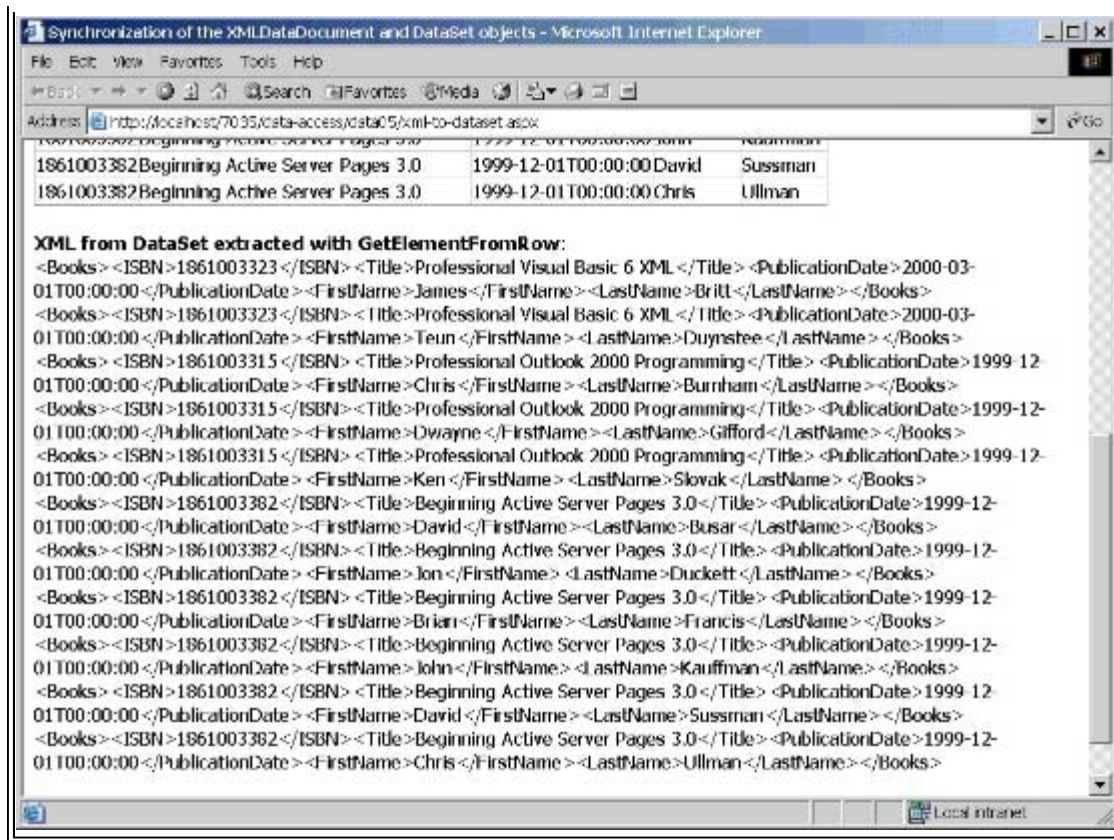 Synchronization of the XMLDataDocument and DataSet objects - Microsoft Internet Explorer
File Edit View Favorites Tools Help
Back Search Favorites Media
Address http://localhost/7035/data-access/data05/xml-to-dataset.aspx Go
1861003382 Beginning Active Server Pages 3.0 1999-12-01T00:00:00 John Kauffman
1861003382 Beginning Active Server Pages 3.0 1999-12-01T00:00:00 David Sussman
1861003382 Beginning Active Server Pages 3.0 1999-12-01T00:00:00 Chris Ullman
XML from DataSet extracted with GetElementFromRow:
<Books><ISBN>1861003323</ISBN><Title>Professional Visual Basic 6 XML</Title><PublicationDate>2000-03-
01T00:00:00</PublicationDate><FirstName>James</FirstName><LastName>Britt</LastName></Books>
<Books><ISBN>1861003323</ISBN><Title>Professional Visual Basic 6 XML</Title><PublicationDate>2000-03-
01T00:00:00</PublicationDate><FirstName>Teun</FirstName><LastName>Duynstee</LastName></Books>
<Books><ISBN>1861003315</ISBN><Title>Professional Outlook 2000 Programming</Title><PublicationDate>1999-12-
01T00:00:00</PublicationDate><FirstName>Chris</FirstName><LastName>Burnham</LastName></Books>
<Books><ISBN>1861003315</ISBN><Title>Professional Outlook 2000 Programming</Title><PublicationDate>1999-12-
01T00:00:00</PublicationDate><FirstName>Dwayne</FirstName><LastName>Gifford</LastName></Books>
<Books><ISBN>1861003315</ISBN><Title>Professional Outlook 2000 Programming</Title><PublicationDate>1999-12-
01T00:00:00</PublicationDate><FirstName>Ken</FirstName><LastName>Slovak</LastName></Books>
<Books><ISBN>1861003382</ISBN><Title>Beginning Active Server Pages 3.0</Title><PublicationDate>1999-12-
01T00:00:00</PublicationDate><FirstName>David</FirstName><LastName>Busar</LastName></Books>
<Books><ISBN>1861003382</ISBN><Title>Beginning Active Server Pages 3.0</Title><PublicationDate>1999-12-
01T00:00:00</PublicationDate><FirstName>Jon</FirstName><LastName>Duckett</LastName></Books>
<Books><ISBN>1861003382</ISBN><Title>Beginning Active Server Pages 3.0</Title><PublicationDate>1999-12-
01T00:00:00</PublicationDate><FirstName>Brian</FirstName><LastName>Francis</LastName></Books>
<Books><ISBN>1861003382</ISBN><Title>Beginning Active Server Pages 3.0</Title><PublicationDate>1999-12-
01T00:00:00</PublicationDate><FirstName>John</FirstName><LastName>Kauffman</LastName></Books>
<Books><ISBN>1861003382</ISBN><Title>Beginning Active Server Pages 3.0</Title><PublicationDate>1999-12-
01T00:00:00</PublicationDate><FirstName>David</FirstName><LastName>Sussman</LastName></Books>
<Books><ISBN>1861003382</ISBN><Title>Beginning Active Server Pages 3.0</Title><PublicationDate>1999-12-
01T00:00:00</PublicationDate><FirstName>Chris</FirstName><LastName>Ullman</LastName></Books>
Local intranet